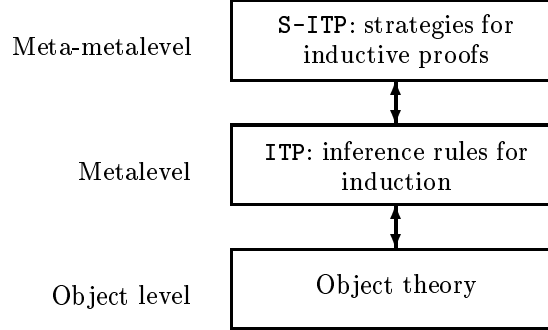 S-ITP: strategies for
Meta-metalevel
inductive proofs
ITP: inference rules for
Metalevel
induction
Object theory
Object level